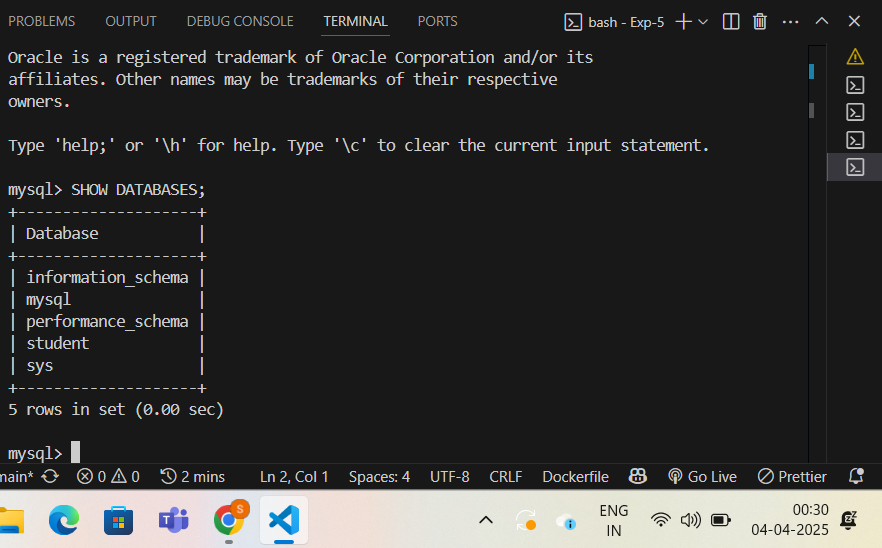 PROBLEMS OUTPUT DEBUG CONSOLE TERMINAL PORTS bash - Exp-5
Oracle is a registered trademark of Oracle Corporation and/or its
affiliates. Other names may be trademarks of their respective
owners.
Type 'help;' or '\h' for help. Type '\c' to clear the current input statement.
mysql> SHOW DATABASES;
+--------------------+
| Database           |
+--------------------+
| information_schema |
| mysql              |
| performance_schema |
| student            |
| sys                |
+--------------------+
5 rows in set (0.00 sec)
mysql>
main* 0 0 2 mins Ln 2, Col 1 Spaces: 4 UTF-8 CRLF Dockerfile Go Live Prettier
S
T
ENG
IN
00:30
04-04-2025